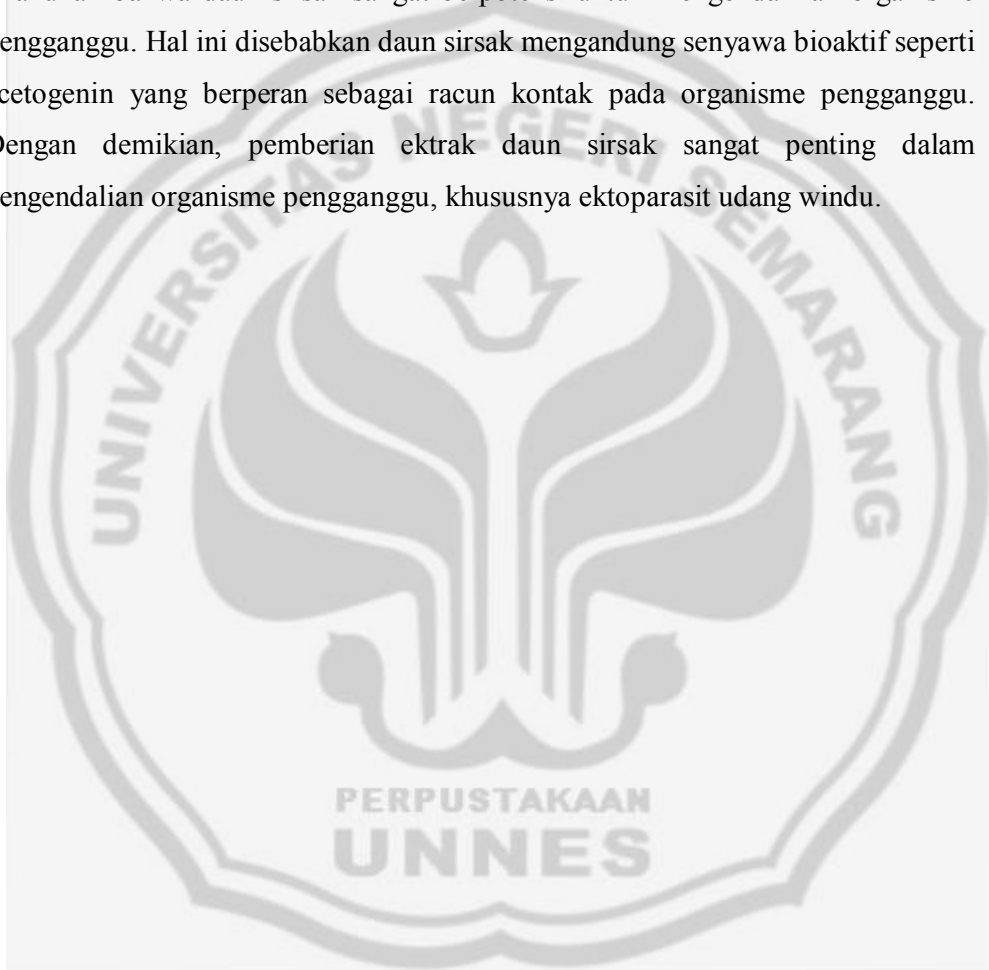 engganggu. Hal ini disebabkan daun sirsak mengandung senyawa bioaktif seperti
cetogenin yang berperan sebagai racun kontak pada organisme pengganggu.
Dengan demikian, pemberian ektrak daun sirsak sangat penting dalam
engendalian organisme pengganggu, khususnya ektoparasit udang windu.
UNIVERSITAS NEGERI SEMARANG
PERPUSTAKAAN
UNNES